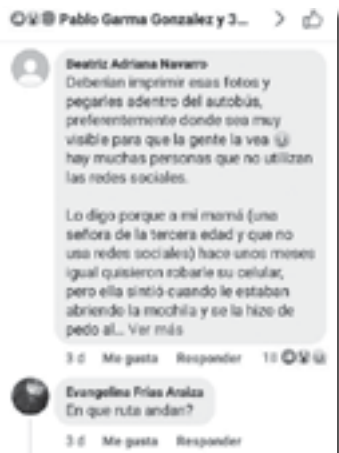 Pablo Garma Gonzalez y 3...
Beatriz Adriana Navarro
Deberian imprimir esas fotos y
pegarles adentro del autobús,
preferentemente donde sea muy
visible para que la gente la vea
hay muchas personas que no utilizan
las redes sociales.
Lo digo porque a mi mamá (una
señora de la tercera edad y que no
usa redes sociales) hace unos meses
igual quisieron robarle su celular,
pero ella sintió cuando le estaban
abriendo la mochila y se la hizo de
pedo al... Ver más
3 d Me gusta Responder 18
Evangelina Frias Araiza
En que ruta andan?
3 d Me gusta Responder